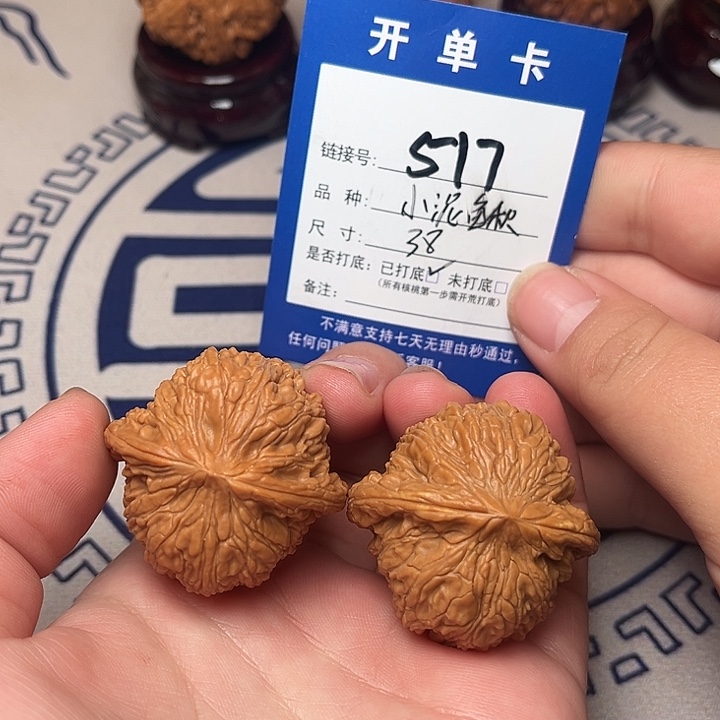 开单卡
链接号: 517
品 种: 小泥
尺 寸: 38
是否打底: 已打底☑ 未打底□
(所有核桃第一步需开荒打底)
备注:
不满意支持七天无理由秒通过,
任何问 客服!